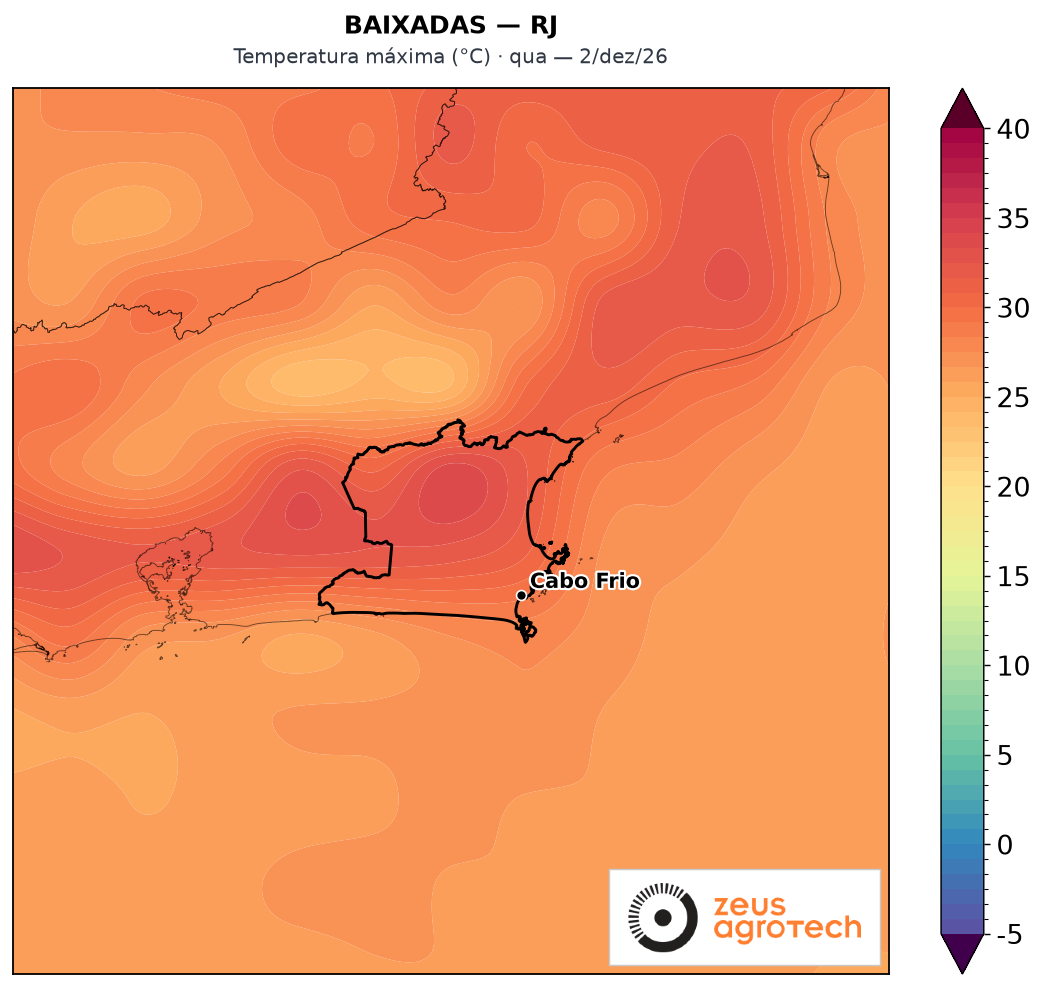 BAIXADAS — RJ
Temperatura máxima (°C) · qua — 2/dez/26
40
35
30
25
20
15
10
5
0
-5
Cabo Frio
zeus
agrotech